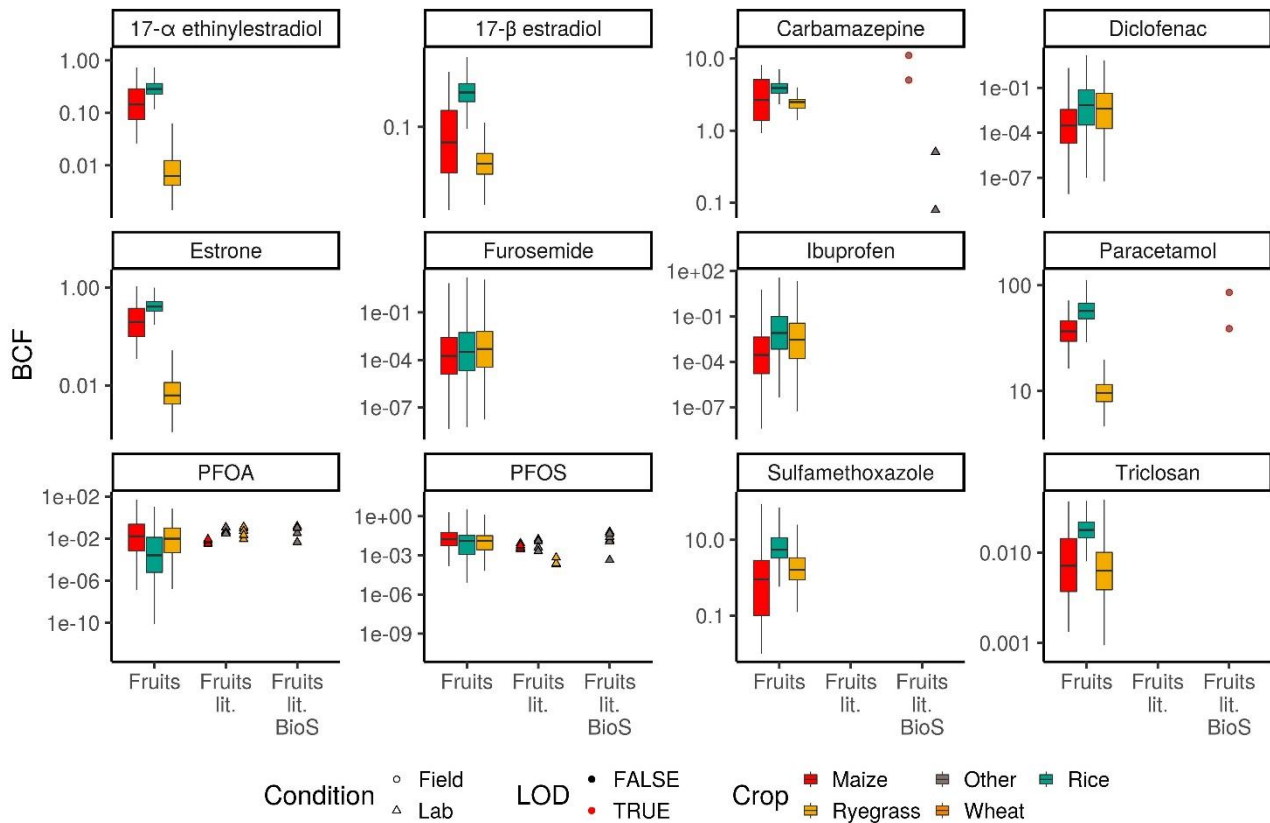 17-α ethinylestradiol
1.00
0.10
0.01
17-β estradiol
0.1
Carbamazepine
10.0
1.0
0.1
Diclofenac
1e-01
1e-04
1e-07
Estrone
1.00
0.01
Furosemide
1e-01
1e-04
1e-07
Ibuprofen
1e+02
1e-01
1e-04
1e-07
Paracetamol
100
10
BCF
PFOA
1e+02
1e-02
1e-06
1e-10
PFOS
1e+00
1e-03
1e-06
1e-09
Sulfamethoxazole
10.0
0.1
Triclosan
0.010
0.001
Fruits
Fruits
lit.
Fruits
lit.
BioS
Fruits
Fruits
lit.
Fruits
lit.
BioS
Fruits
Fruits
lit.
Fruits
lit.
BioS
Fruits
Fruits
lit.
Fruits
lit.
BioS
Condition
Field
Lab
LOD
FALSE
TRUE
Crop
Maize
Ryegrass
Other
Wheat
Rice